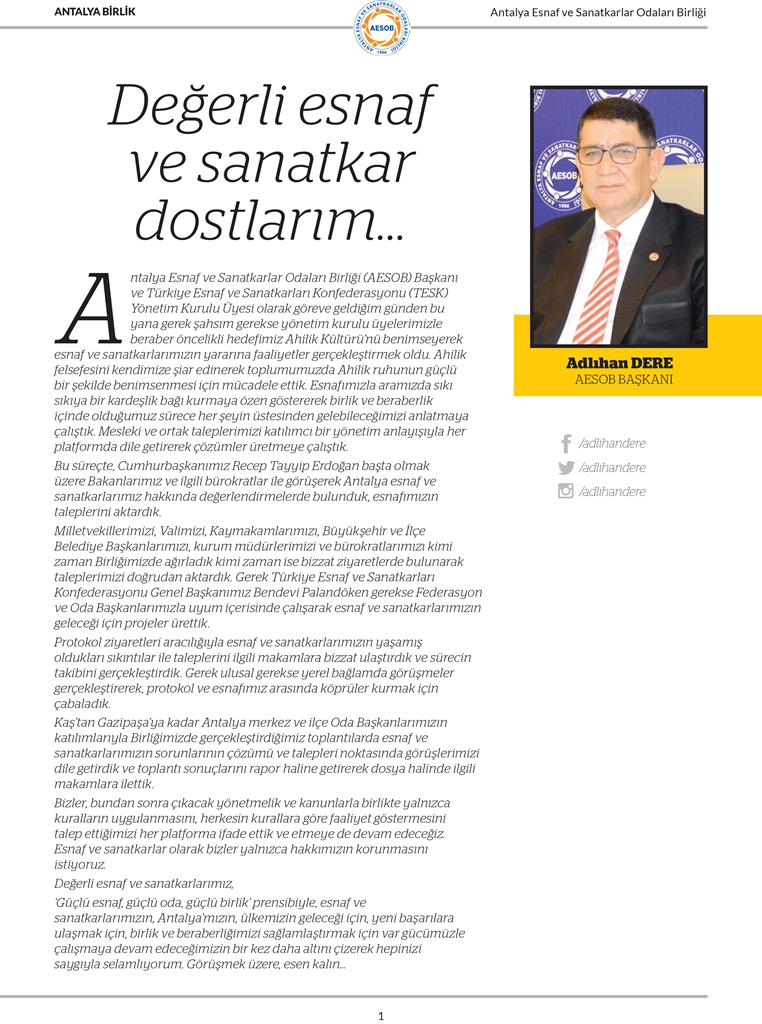 ANTALYA BİRLİK
Antalya Esnaf ve Sanatkarlar Odaları Birliği
ANTALYA ESNAF VE SANATKARLAR ODALARI BİRLİĞİ
AESOB
1966
Değerli esnaf
ve sanatkar
dostlarım...
Antalya Esnaf ve Sanatkarlar Odaları Birliği (AESOB) Başkanı
ve Türkiye Esnaf ve Sanatkarları Konfederasyonu (TESK)
Yönetim Kurulu Üyesi olarak göreve geldiğim günden bu
yana gerek şahsım gerekse yönetim kurulu üyelerimizle
beraber öncelikli hedefimiz Ahilik Kültürü'nü benimseyerek
esnaf ve sanatkarlarımızın yararına faaliyetler gerçekleştirmek oldu. Ahilik
felsefesini kendimize şiar edinerek toplumumuzda Ahilik ruhunun güçlü
bir şekilde benimsenmesi için mücadele ettik. Esnafımızla aramızda sıkı
sıkıya bir kardeşlik bağı kurmaya özen göstererek birlik ve beraberlik
içinde olduğumuz sürece her şeyin üstesinden gelebileceğimizi anlatmaya
çalıştık. Mesleki ve ortak taleplerimizi katılımcı bir yönetim anlayışıyla her
platformda dile getirerek çözümler üretmeye çalıştık.
Bu süreçte, Cumhurbaşkanımız Recep Tayyip Erdoğan başta olmak
üzere Bakanlarımız ve ilgili bürokratlar ile görüşerek Antalya esnaf ve
sanatkarlarımız hakkında değerlendirmelerde bulunduk, esnafımızın
taleplerini aktardık.
Milletvekillerimizi, Valimizi, Kaymakamlarımızı, Büyükşehir ve İlçe
Belediye Başkanlarımızı, kurum müdürlerimizi ve bürokratlarımızı kimi
zaman Birliğimizde ağırladık kimi zaman ise bizzat ziyaretlerde bulunarak
taleplerimizi doğrudan aktardık. Gerek Türkiye Esnaf ve Sanatkarları
Konfederasyonu Genel Başkanımız Bendevi Palandöken gerekse Federasyon
ve Oda Başkanlarımızla uyum içerisinde çalışarak esnaf ve sanatkarlarımızın
geleceği için projeler ürettik.
Protokol ziyaretleri aracılığıyla esnaf ve sanatkarlarımızın yaşamış
oldukları sıkıntılar ile taleplerini ilgili makamlara bizzat ulaştırdık ve sürecin
takibini gerçekleştirdik. Gerek ulusal gerekse yerel bağlamda görüşmeler
gerçekleştirerek, protokol ve esnafımız arasında köprüler kurmak için
çabaladık.
Kaş'tan Gazipaşa'ya kadar Antalya merkez ve ilçe Oda Başkanlarımızın
katılımlarıyla Birliğimizde gerçekleştirdiğimiz toplantılarda esnaf ve
sanatkarlarımızın sorunlarının çözümü ve talepleri noktasında görüşlerimizi
dile getirdik ve toplantı sonuçlarını rapor haline getirerek dosya halinde ilgili
makamlara ilettik.
Bizler, bundan sonra çıkacak yönetmelik ve kanunlarla birlikte yalnızca
kuralların uygulanmasını, herkesin kurallara göre faaliyet göstermesini
talep ettiğimizi her platforma ifade ettik ve etmeye de devam edeceğiz.
Esnaf ve sanatkarlar olarak bizler yalnızca hakkımızın korunmasını
istiyoruz.
Değerli esnaf ve sanatkarlarımız,
'Güçlü esnaf, güçlü oda, güçlü birlik' prensibiyle, esnaf ve
sanatkarlarımızın, Antalya'mızın, ülkemizin geleceği için, yeni başarılara
ulaşmak için, birlik ve beraberliğimizi sağlamlaştırmak için var gücümüzle
çalışmaya devam edeceğimizin bir kez daha altını çizerek hepinizi
saygıyla selamlıyorum. Görüşmek üzere, esen kalın...
AESOB
1966
Adlıhan DERE
AESOB BAŞKANI
/adlihandere
/adlihandere
/adlihandere
1